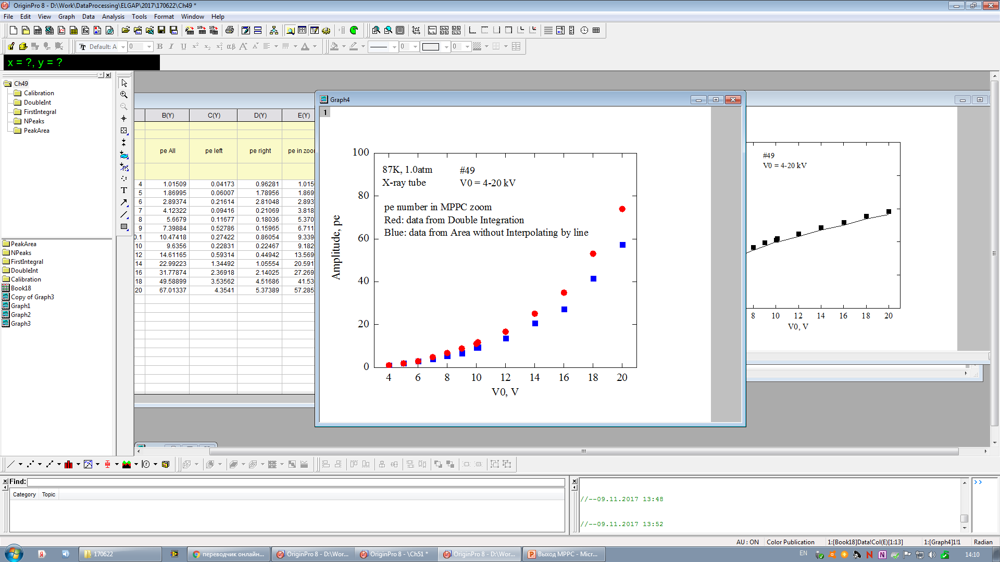 OriginPro 8 - D:\Work\DataProcessing\ELGAP\2017\170622\Ch49 *
File Edit View Graph Data Analysis Tools Format Window Help
Default: A 0 B I U αβ A A 0 0
x = ?, y = ?
Ch49
Calibration
DoubleInt
FirstIntegral
NPeaks
PeakArea
PeakArea
NPeaks
FirstIntegral
DoubleInt
Calibration
Book18
Copy of Graph3
Graph1
Graph2
Graph3
B(Y) C(Y) D(Y) E(Y)
pe All pe left pe right pe in zoo
4 1.01509 0.04173 0.96281 1.015
5 1.86995 0.06007 1.78956 1.869
6 2.89374 0.21614 2.81048 2.893
7 4.12322 0.09416 0.21069 3.818
8 5.6679 0.11677 0.18036 5.370
9 7.39884 0.52786 0.15965 6.711
0.1 10.47418 0.27422 0.86054 9.339
10 9.6356 0.22831 0.22467 9.182
12 14.61165 0.59314 0.44942 13.569
14 22.99223 1.34492 1.05554 20.591
16 31.77874 2.36918 2.14025 27.269
18 49.58899 3.53562 4.51686 41.53
20 67.01337 4.3541 5.37389 57.285
Graph4
1
87K, 1.0atm #49
X-ray tube V0 = 4-20 kV
pe number in MPPC zoom
Red: data from Double Integration
Blue: data from Area without Interpolating by line
Amplitude, pe
100
80
60
40
20
0
4 6 8 10 12 14 16 18 20
V0, V
#49
V0 = 4-20 kV
8 10 12 14 16 18 20
V0, V
Find:
Category Topic
//--09.11.2017 13:48
//--09.11.2017 13:52
>>
AU : ON Color Publication 1:[Book18]Data!Col(E)[1:13] 1:[Graph4]1!1 Radian
170622 переводчик онлайн... OriginPro 8 - D:\Wor... OriginPro 8 - \Ch51 * OriginPro 8 - D:\Wor... Выход MPPC - Micr... EN 14:10